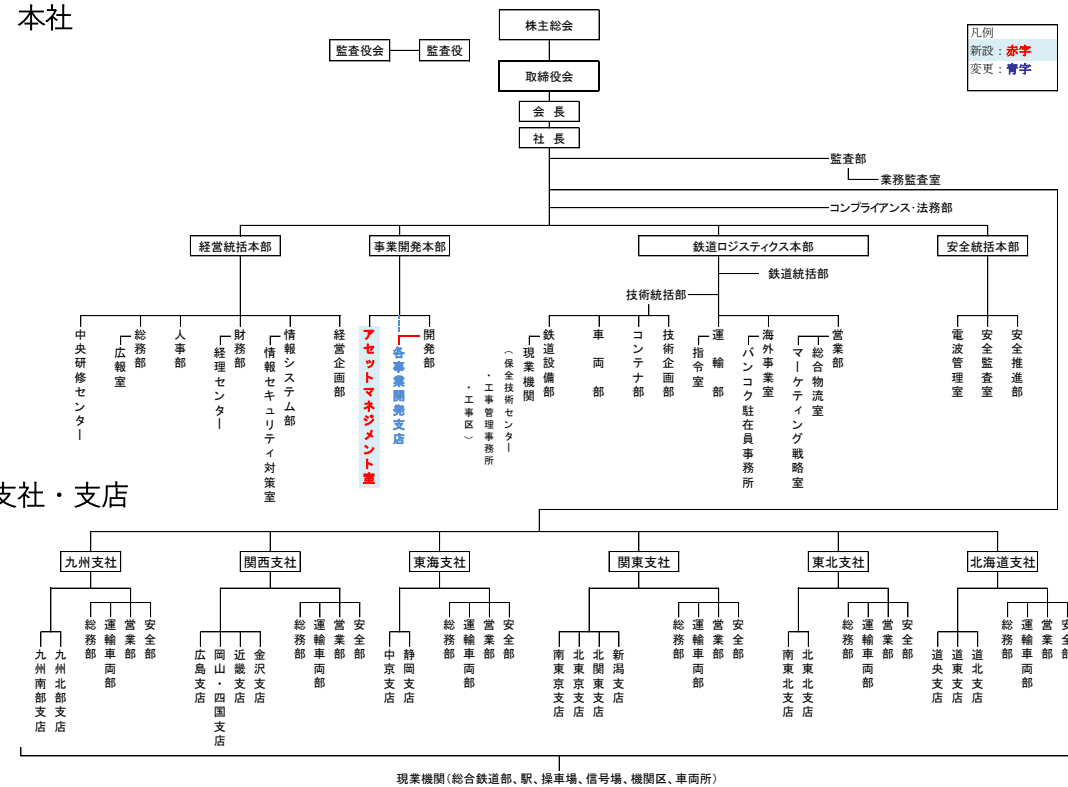 本社
株主総会
監査役会
監査役
凡例
新設：赤字
変更：青字
取締役会
会 長
社 長
監査部
業務監査室
コンプライアンス・法務部
経営統括本部
事業開発本部
鉄道ロジスティクス本部
安全統括本部
鉄道統括部
技術統括部
中央研修センター
広報室
総務部
人事部
経理センター
財務部
情報セキュリティ対策室
情報システム部
経営企画部
アセットマネジメント室
各事業開発支店
開発部
・工事区）
・工事管理事務所
（保全技術センター
現業機関
鉄道設備部
車両部
コンテナ部
技術企画部
指令室
運輸部
バンコク駐在員事務所
海外事業室
マーケティング戦略室
総合物流室
営業部
電波管理室
安全監査室
安全推進部
支社・支店
九州支社
関西支社
東海支社
関東支社
東北支社
北海道支社
九州南部支店
九州北部支店
総務部
運輸車両部
営業部
安全部
広島支店
岡山・四国支店
近畿支店
金沢支店
総務部
運輸車両部
営業部
安全部
中京支店
静岡支店
総務部
運輸車両部
営業部
安全部
南東京支店
北東京支店
北関東支店
新潟支店
総務部
運輸車両部
営業部
安全部
南東北支店
北東北支店
総務部
運輸車両部
営業部
安全部
道央支店
道東支店
道北支店
総務部
運輸車両部
営業部
安全部
現業機関（総合鉄道部、駅、操車場、信号場、機関区、車両所）